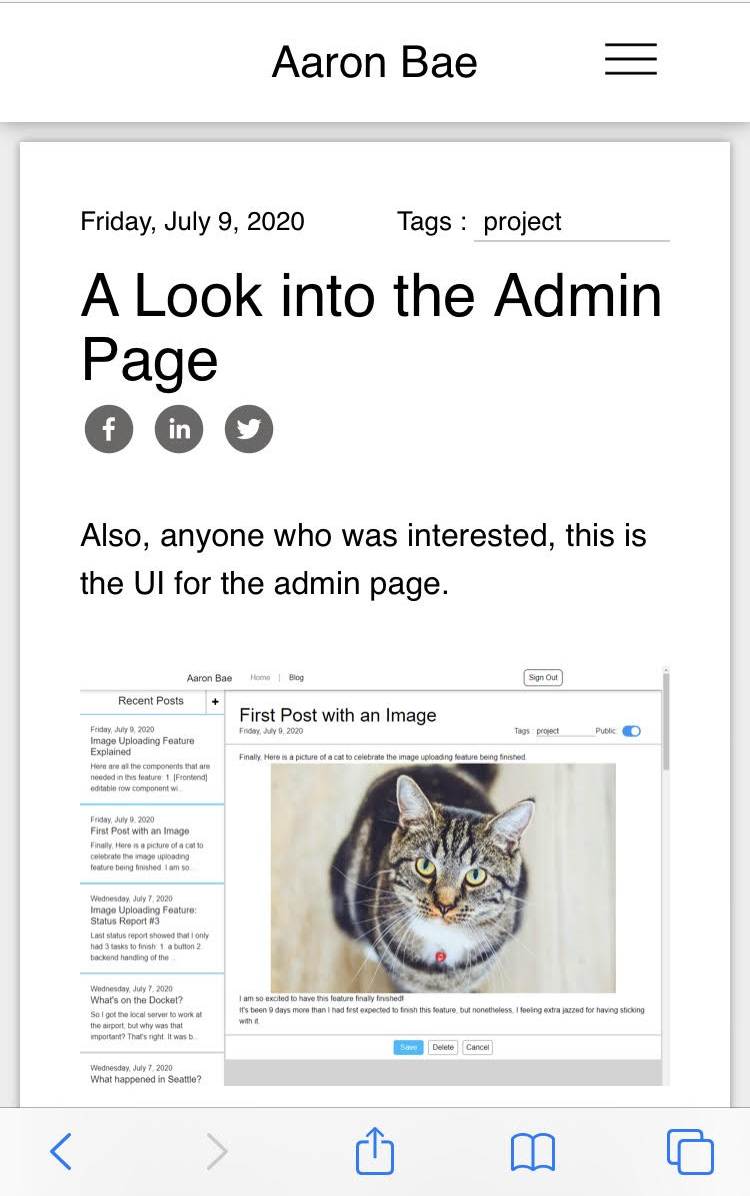 Aaron Bae
Friday, July 9, 2020 Tags : project
A Look into the Admin
Page
f in
Also, anyone who was interested, this is
the UI for the admin page.
Aaron Bae Home | Blog Sign Out
Recent Posts +
Friday, July 9, 2020
Image Uploading Feature
Explained
Here are all the components that are
needed in this feature: 1. [Frontend]
editable row component wi...
Friday, July 9, 2020
First Post with an Image
Finally, Here is a picture of a cat to
celebrate the image uploading
feature being finished. I am so...
Wednesday, July 7, 2020
Image Uploading Feature:
Status Report #3
Last status report showed that I only
had 3 tasks to finish: 1. a button 2.
backend handling of the ...
Wednesday, July 7, 2020
What's on the Docket?
So I got the local server to work at
the airport, but why was that
important? That's right. It was b...
Wednesday, July 7, 2020
What happened in Seattle?
First Post with an Image
Friday, July 9, 2020 Tags : project Public:
Finally, Here is a picture of a cat to celebrate the image uploading feature being finished.
I am so excited to have this feature finally finished!
It's been 9 days more than I had first expected to finish this feature, but nonetheless, I feeling extra jazzed for having sticking
with it.
Save Delete Cancel